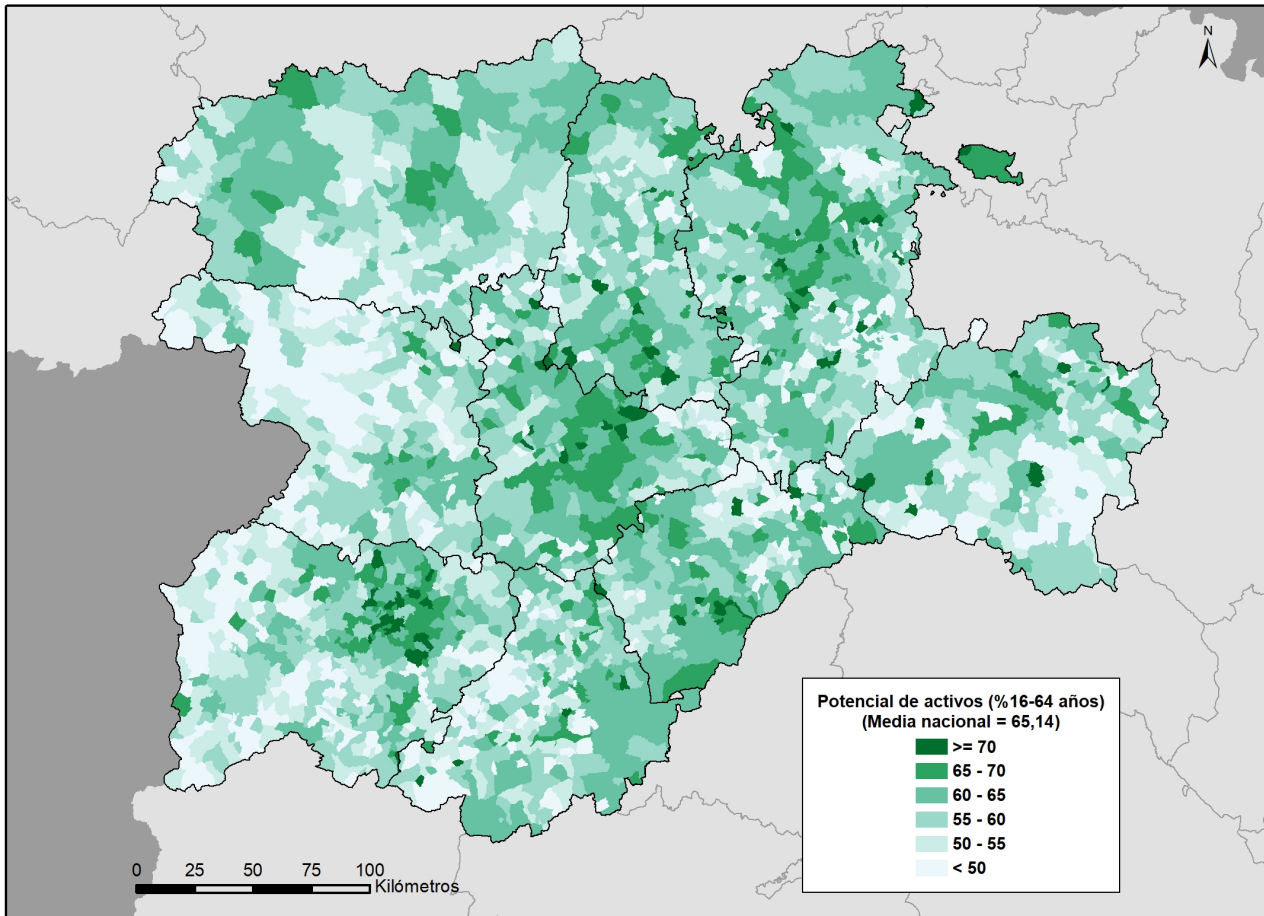 N
Potencial de activos (%16-64 años)
(Media nacional = 65,14)
>= 70
65 - 70
60 - 65
55 - 60
50 - 55
< 50
0 25 50 75 100
Kilómetros